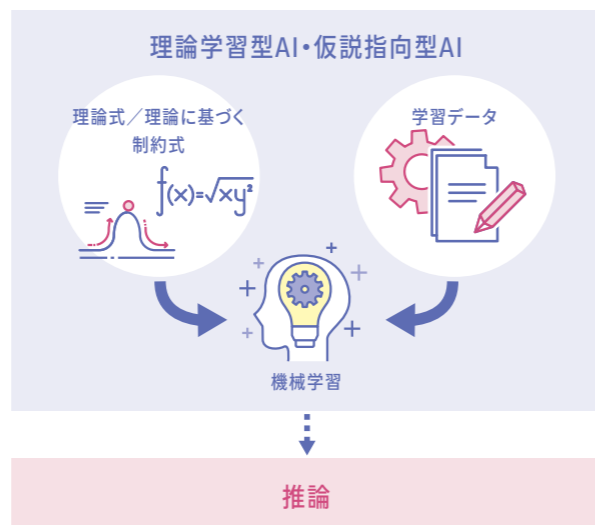 理論学習型AI・仮説指向型AI
理論式／理論に基づく
制約式
学習データ
f(x)=√xy²
機械学習
推論